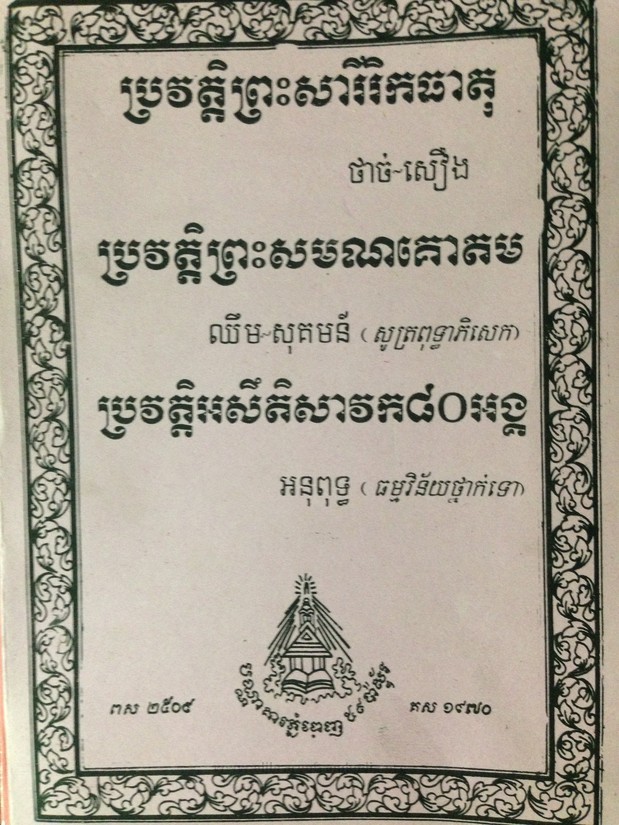 ប្រវត្តិព្រះសារីរិកធាតុ
ថាច់~សឿង
ប្រវត្តិព្រះសមណគោតម
ឈឹម~សុគមន៍ ( សូត្រពុទ្ធាភិសេក)
ប្រវត្តិអសីតិសាវក៨០អង្គ
អនុពុទ្ធ ( ធម្មវិន័យថ្នាក់ទោ)
ពស ២៥០៩
គស ១៩៧០